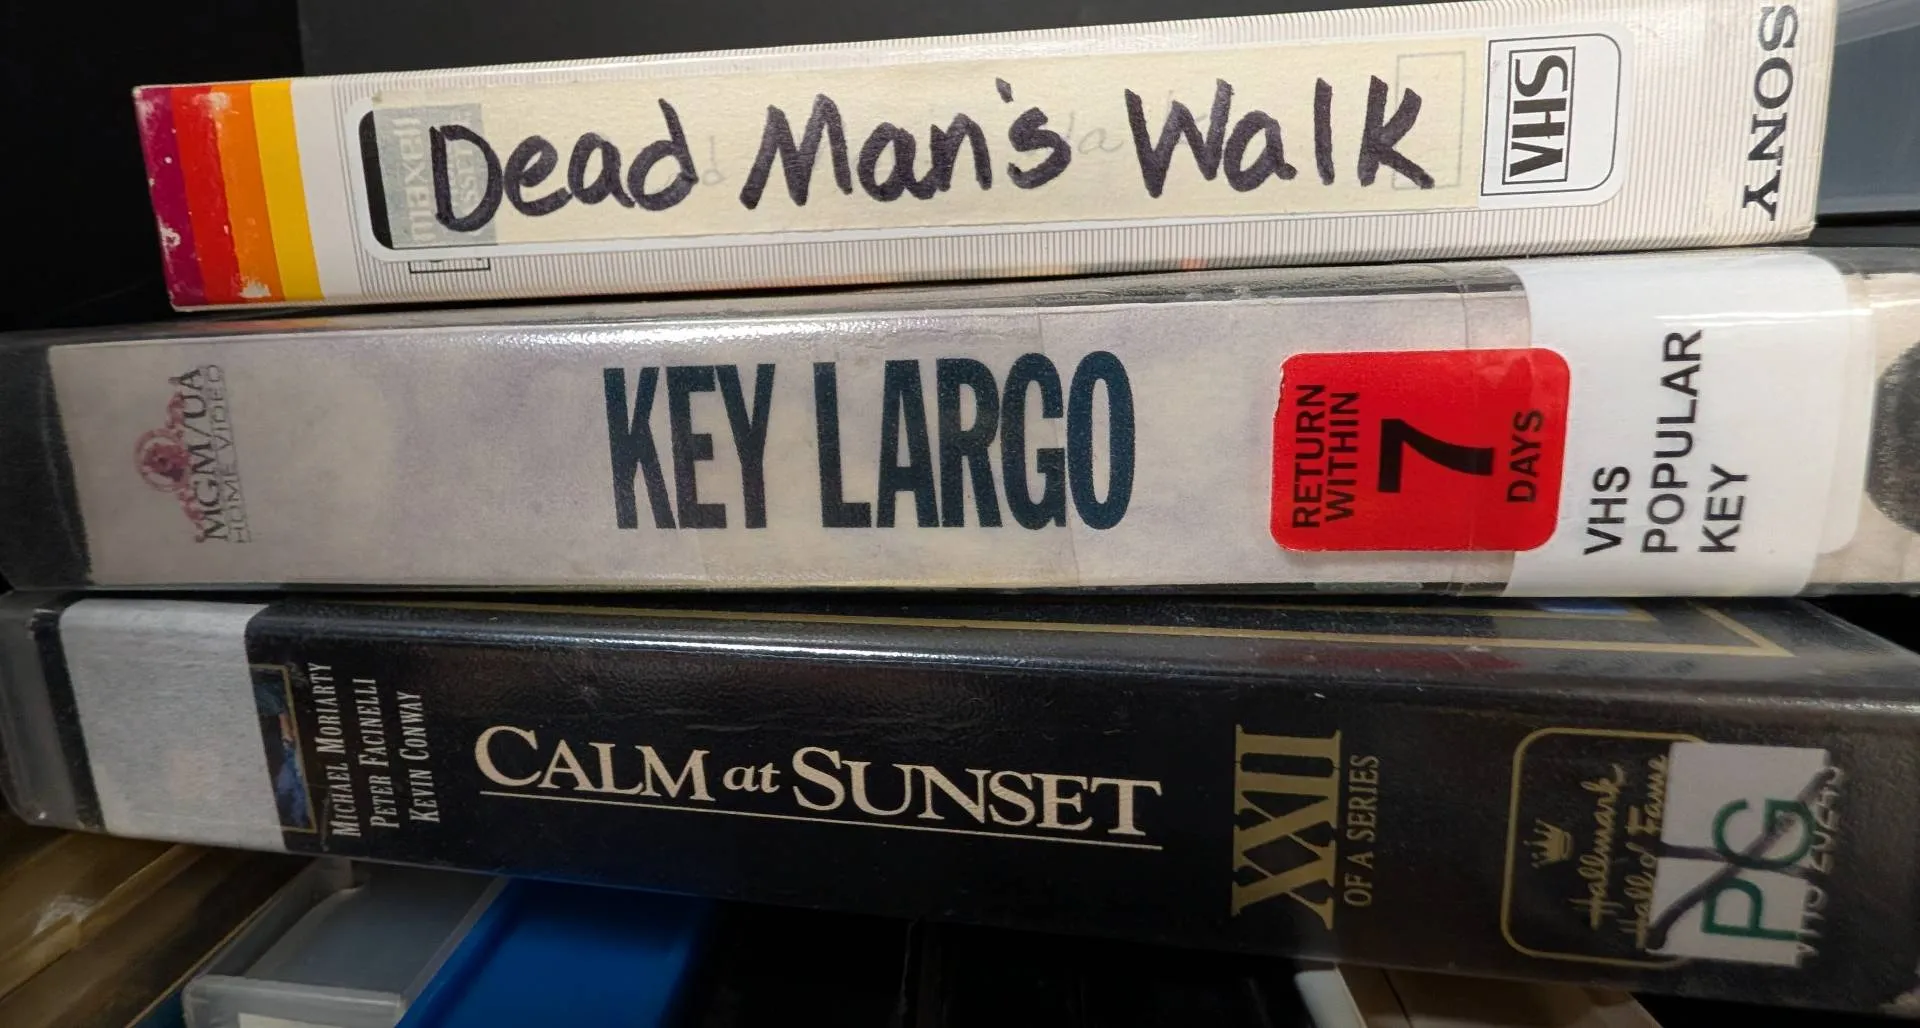 maxell
Dead Man's Walk
VHS
SONY
MGM/UA
HOME VIDEO
KEY LARGO
RETURN
WITHIN
7
DAYS
VHS
POPULAR
KEY
MICHAEL MORIARTY
PETER FACINELLI
KEVIN CONWAY
CALM at SUNSET
XXII
OF A SERIES
Hallmark
Hall of Fame
PG